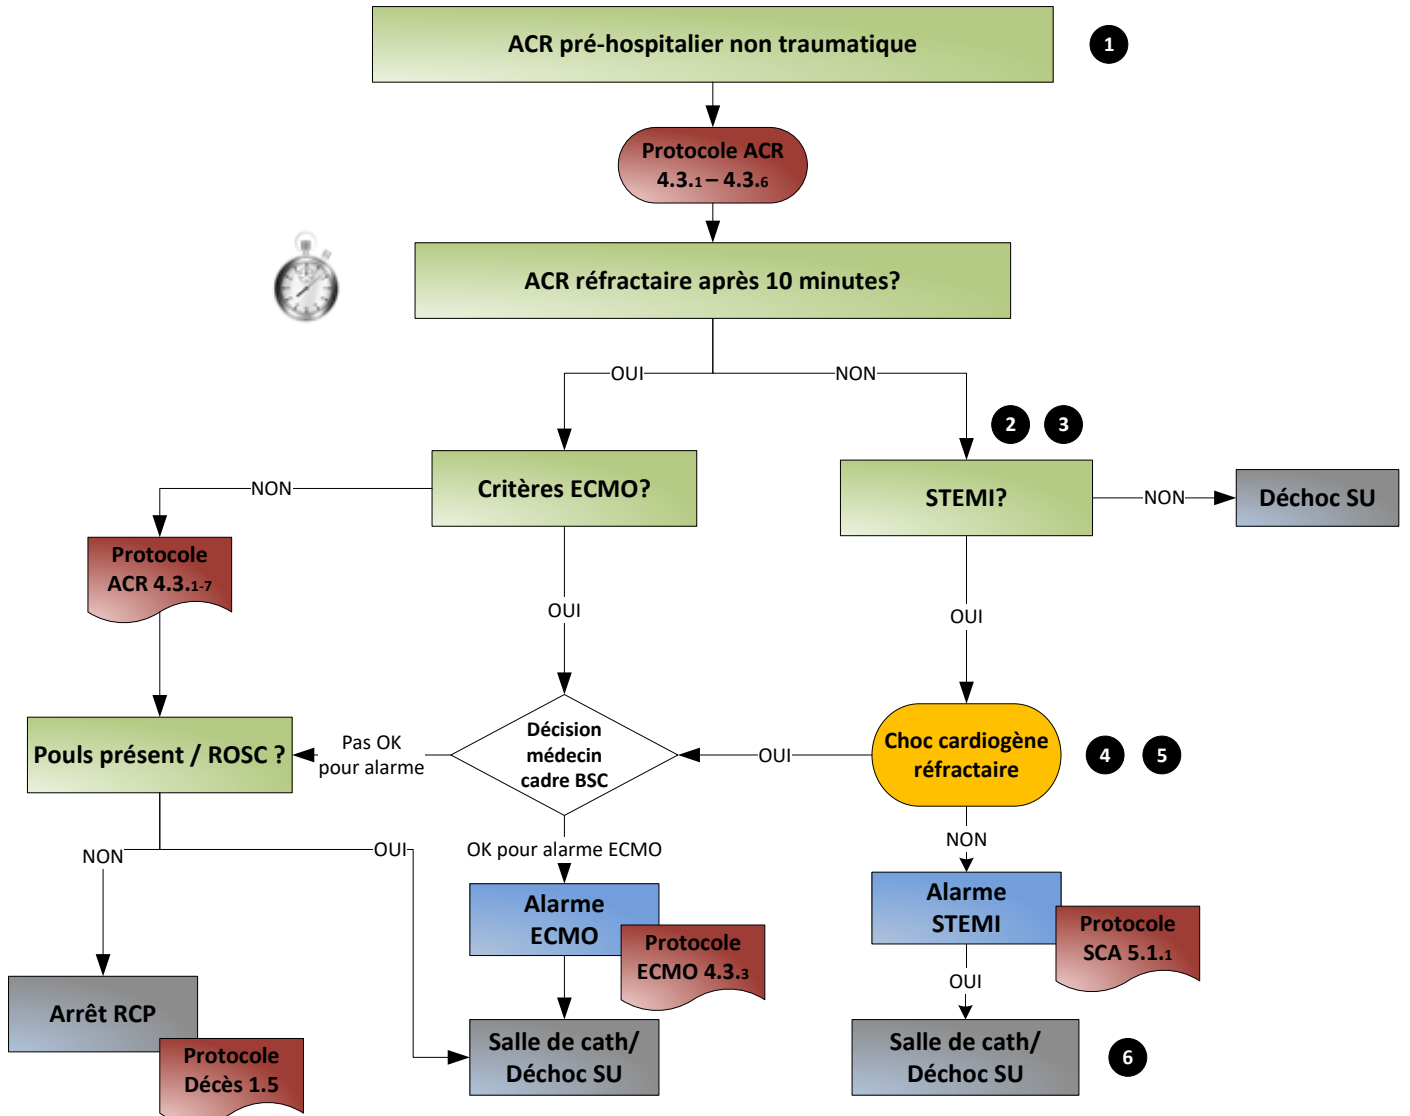 ACR pré-hospitalier non traumatique
1
Protocole ACR
4.3.1 – 4.3.6
ACR réfractaire après 10 minutes?
OUI
NON
2
3
Critères ECMO?
STEMI?
NON
NON
Déchoc SU
Protocole
ACR 4.3.1-7
OUI
OUI
Pouls présent / ROSC ?
Pas OK
pour alarme
Décision
médecin
cadre BSC
OUI
Choc cardiogène
réfractaire
4
5
NON
OUI
OK pour alarme ECMO
NON
Alarme
ECMO
Protocole
ECMO 4.3.3
Alarme
STEMI
Protocole
SCA 5.1.1
OUI
Arrêt RCP
Protocole
Décès 1.5
Salle de cath/
Déchoc SU
Salle de cath/
Déchoc SU
6